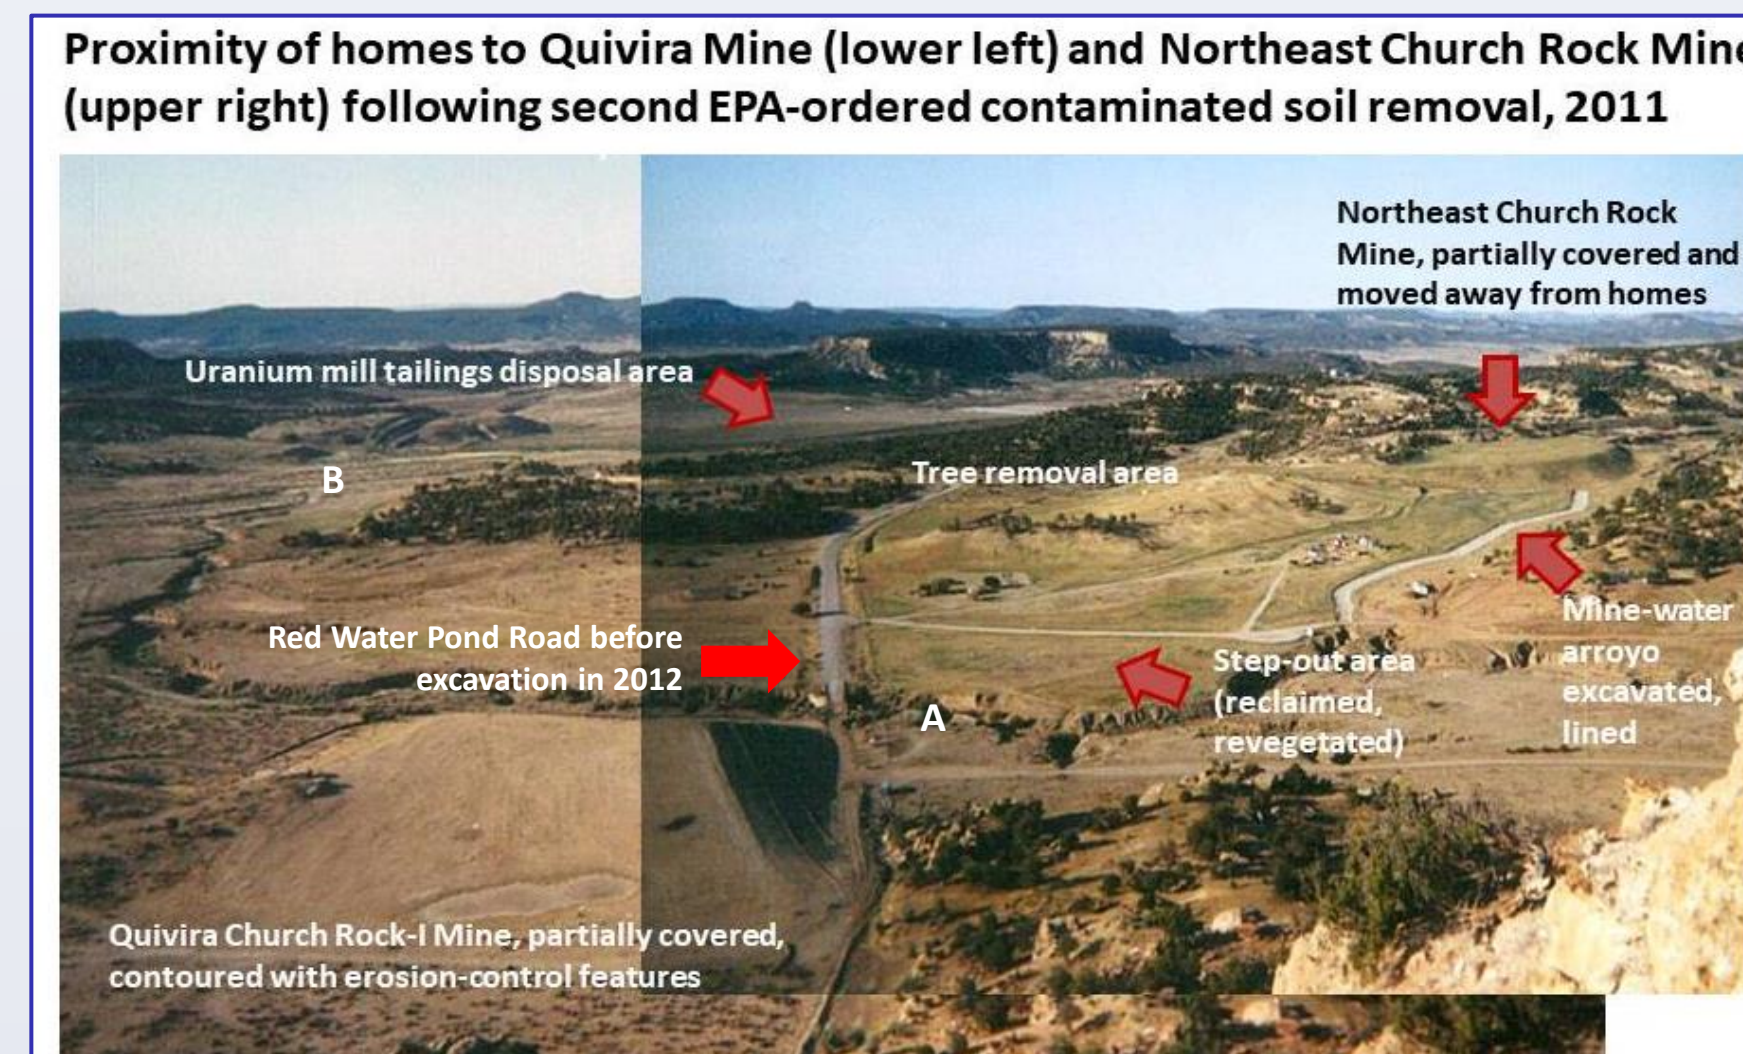 Proximity of homes to Quivira Mine (lower left) and Northeast Church Rock Mine
(upper right) following second EPA-ordered contaminated soil removal, 2011
Northeast Church Rock
Mine, partially covered and
moved away from homes
Uranium mill tailings disposal area
Tree removal area
B
Mine-water
arroyo
excavated,
lined
Red Water Pond Road before
excavation in 2012
Step-out area
(reclaimed,
revegetated)
A
Quivira Church Rock-I Mine, partially covered,
contoured with erosion-control features